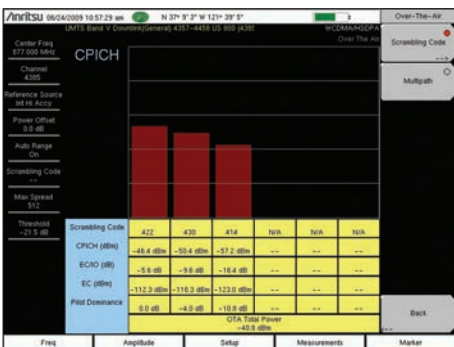 Anritsu 06/24/2009 10:57:29 am N 37° 9' 3" W 121° 39' 5"
UMTS Band V Downlink(General) 4357-4458 US 800 (4385 WCDMA/HSDPA
Over The Air
Over-The-Air
Scrambling Code
-->
Multipath
Back
<--
Center Freq
877.000 MHz
Channel
4385
Reference Source
Int Hi Accy
Power Offset
0.0 dB
Auto Range
On
Scrambling Code
--
Max Spread
512
Threshold
-21.5 dB
CPICH
Scrambling Code 422 430 414 N/A N/A N/A
CPICH (dBm) -46.4 dBm -50.4 dBm -57.2 dBm -- -- --
EC/IO (dB) -5.6 dB -9.6 dB -16.4 dB -- -- --
EC (dBm) -112.3 dBm -116.3 dBm -123.0 dBm -- -- --
Pilot Dominance 0.0 dB -4.0 dB -10.8 dB -- -- --
OTA Total Power
-40.8 dBm
Freq Amplitude Setup Measurements Marker